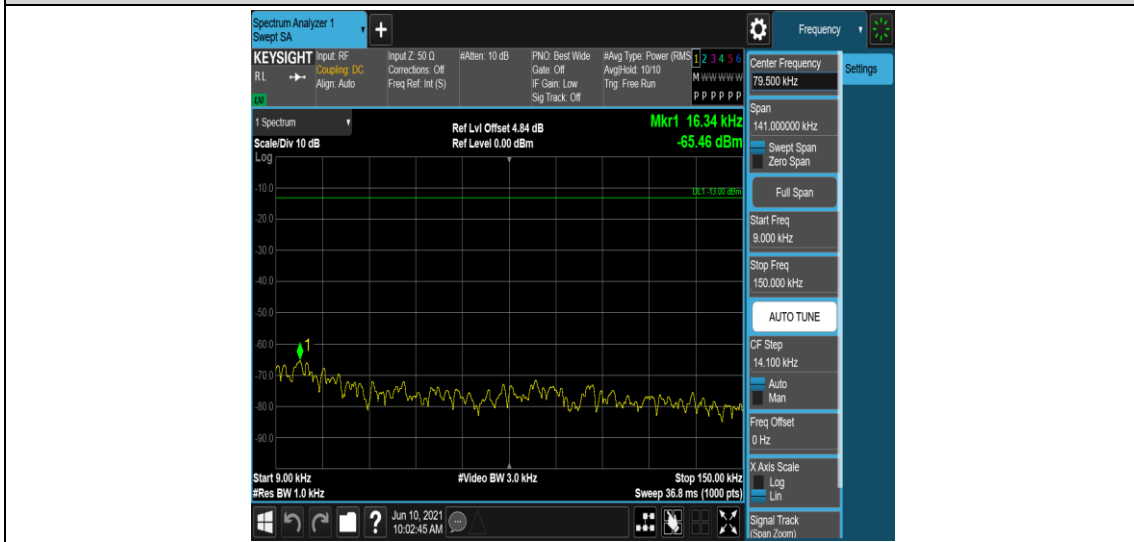 Spectrum Analyzer 1
Swept SA
Frequency
KEYSIGHT
RL
Input: RF
Coupling: DC
Align: Auto
Input Z: 50 Ω
Corrections: Off
Freq Ref: Int (S)
#Atten: 10 dB
PNO: Best Wide
Gate: Off
IF Gain: Low
Sig Track: Off
#Avg Type: Power (RMS
Avg|Hold: 10/10
Trig: Free Run
1 2 3 4 5 6
M W W W W W
P P P P P P
Center Frequency
79.500 kHz
Settings
Span
141.000000 kHz
Swept Span
Zero Span
Full Span
Start Freq
9.000 kHz
Stop Freq
150.000 kHz
AUTO TUNE
CF Step
14.100 kHz
Auto
Man
Freq Offset
0 Hz
X Axis Scale
Log
Lin
Signal Track
(Span Zoom)
1 Spectrum
Scale/Div 10 dB
Ref Lvl Offset 4.84 dB
Ref Level 0.00 dBm
Mkr1 16.34 kHz
-65.46 dBm
Log
-10.0
DL1 -13.00 dBm
-20.0
-30.0
-40.0
-50.0
-60.0
1
-70.0
-80.0
-90.0
Start 9.00 kHz
#Video BW 3.0 kHz
Stop 150.00 kHz
#Res BW 1.0 kHz
Sweep 36.8 ms (1000 pts)
Jun 10, 2021
10:02:45 AM